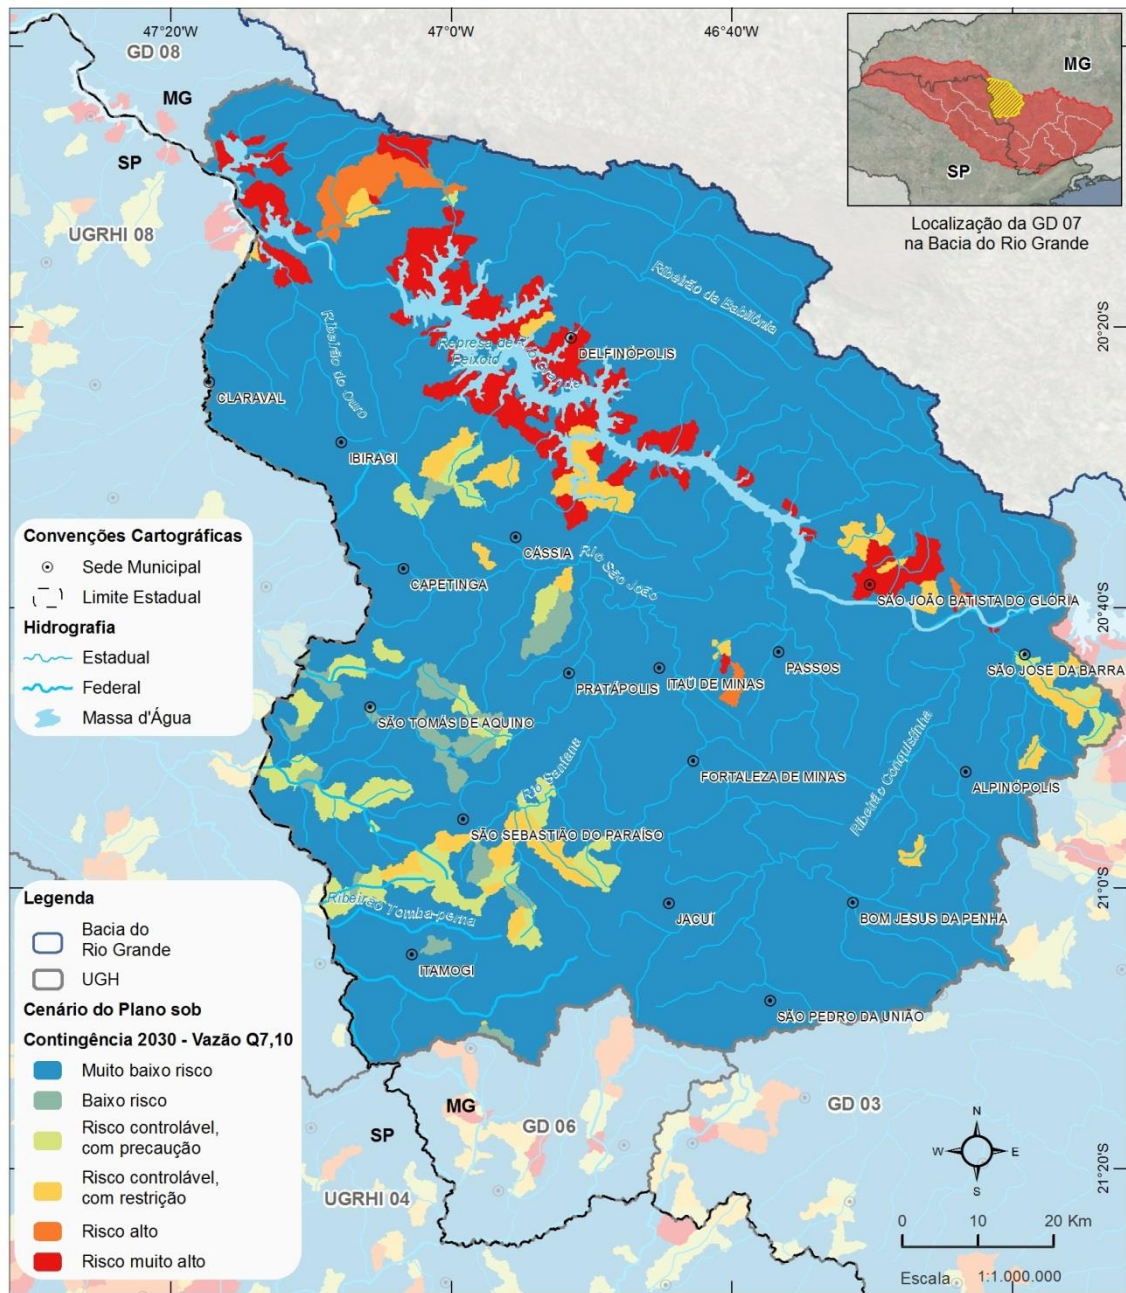 47°20'W
47°0'W
46°40'W
GD 08
MG
SP
UGRHI 08
MG
SP
Localização da GD 07
na Bacia do Rio Grande
20°20'S
20°40'S
21°0'S
21°20'S
Ribeirão da Babilônia
Ribeirão do Ouro
Represa de
Peixoto
Rio Grande
DELFINÓPOLIS
CLARAVAL
IBIRACI
CÁSSIA
Rio São João
CAPETINGA
SÃO JOÃO BATISTA DO GLÓRIA
PASSOS
SÃO JOSÉ DA BARRA
PRATÁPOLIS
ITAÚ DE MINAS
SÃO TOMÁS DE AQUINO
Rio Santana
FORTALEZA DE MINAS
Ribeirão Conquistinha
ALPINÓPOLIS
SÃO SEBASTIÃO DO PARAÍSO
Ribeirão Tomba-perna
JACUÍ
BOM JESUS DA PENHA
ITAMOGI
SÃO PEDRO DA UNIÃO
MG
SP
GD 06
GD 03
UGRHI 04
Convenções Cartográficas
Sede Municipal
Limite Estadual
Hidrografia
Estadual
Federal
Massa d'Água
Legenda
Bacia do
Rio Grande
UGH
Cenário do Plano sob
Contingência 2030 - Vazão Q7,10
Muito baixo risco
Baixo risco
Risco controlável,
com precaução
Risco controlável,
com restrição
Risco alto
Risco muito alto
N
W
E
S
0 10 20 Km
Escala 1:1.000.000